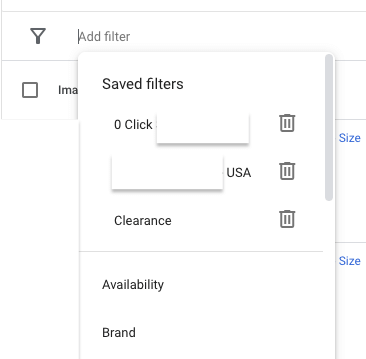 Add filter
Ima
Saved filters
0 Click
Size
USA
Clearance
Size
Availability
Brand